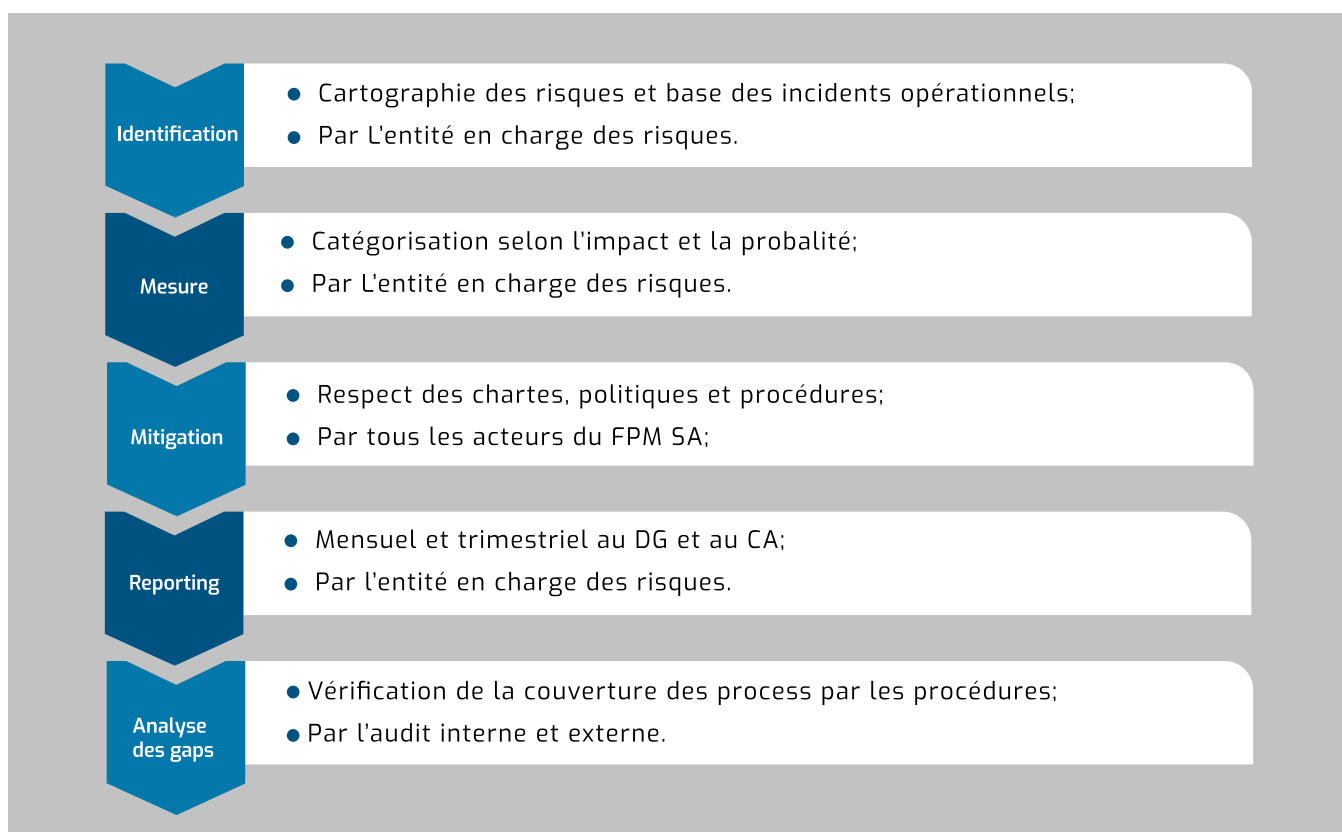 Identification
• Cartographie des risques et base des incidents opérationnels;
• Par L'entité en charge des risques.
Mesure
• Catégorisation selon l'impact et la probalité;
• Par L'entité en charge des risques.
Mitigation
• Respect des chartes, politiques et procédures;
• Par tous les acteurs du FPM SA;
Reporting
• Mensuel et trimestriel au DG et au CA;
• Par l'entité en charge des risques.
Analyse
des gaps
• Vérification de la couverture des process par les procédures;
• Par l'audit interne et externe.